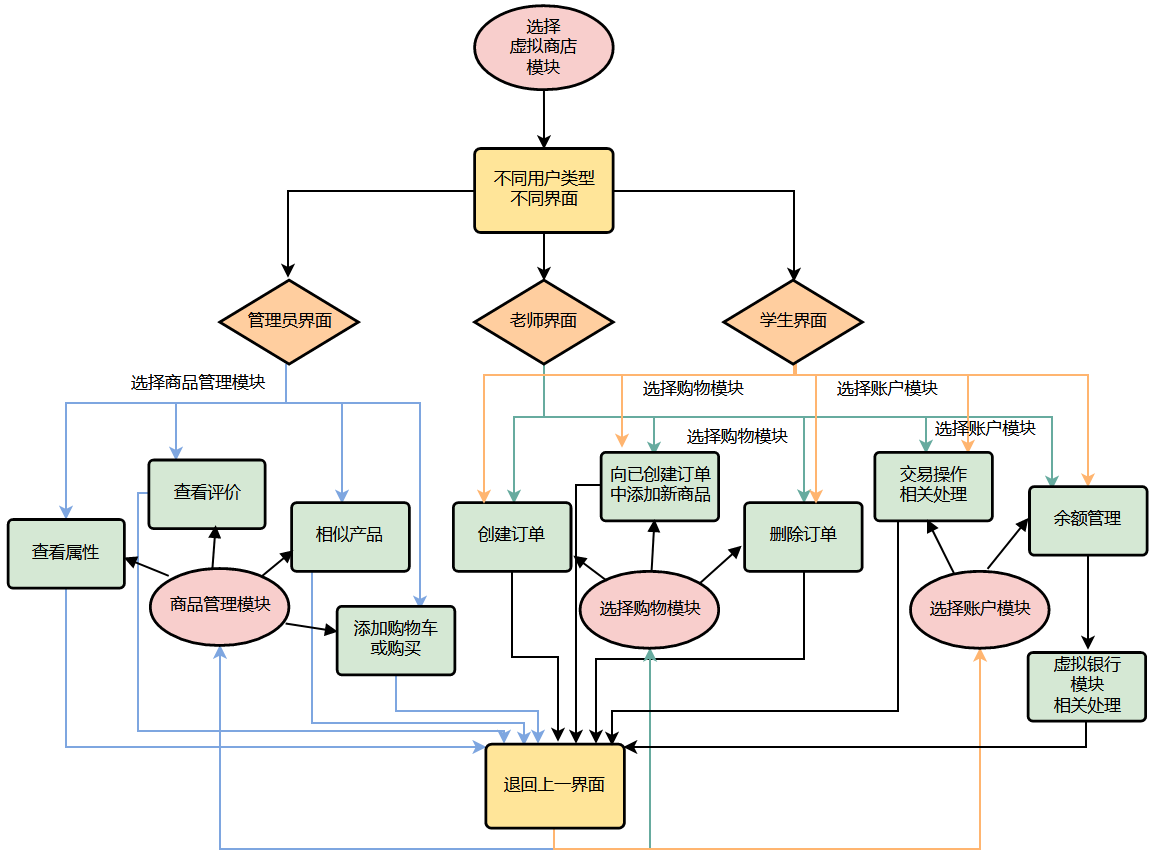 选择
虚拟商店
模块
不同用户类型
不同界面
管理员界面
老师界面
学生界面
选择商品管理模块
选择购物模块
选择账户模块
选择购物模块
选择账户模块
查看评价
向已创建订单
中添加新商品
交易操作
相关处理
查看属性
相似产品
创建订单
删除订单
余额管理
商品管理模块
选择购物模块
选择账户模块
添加购物车
或购买
虚拟银行
模块
相关处理
退回上一界面